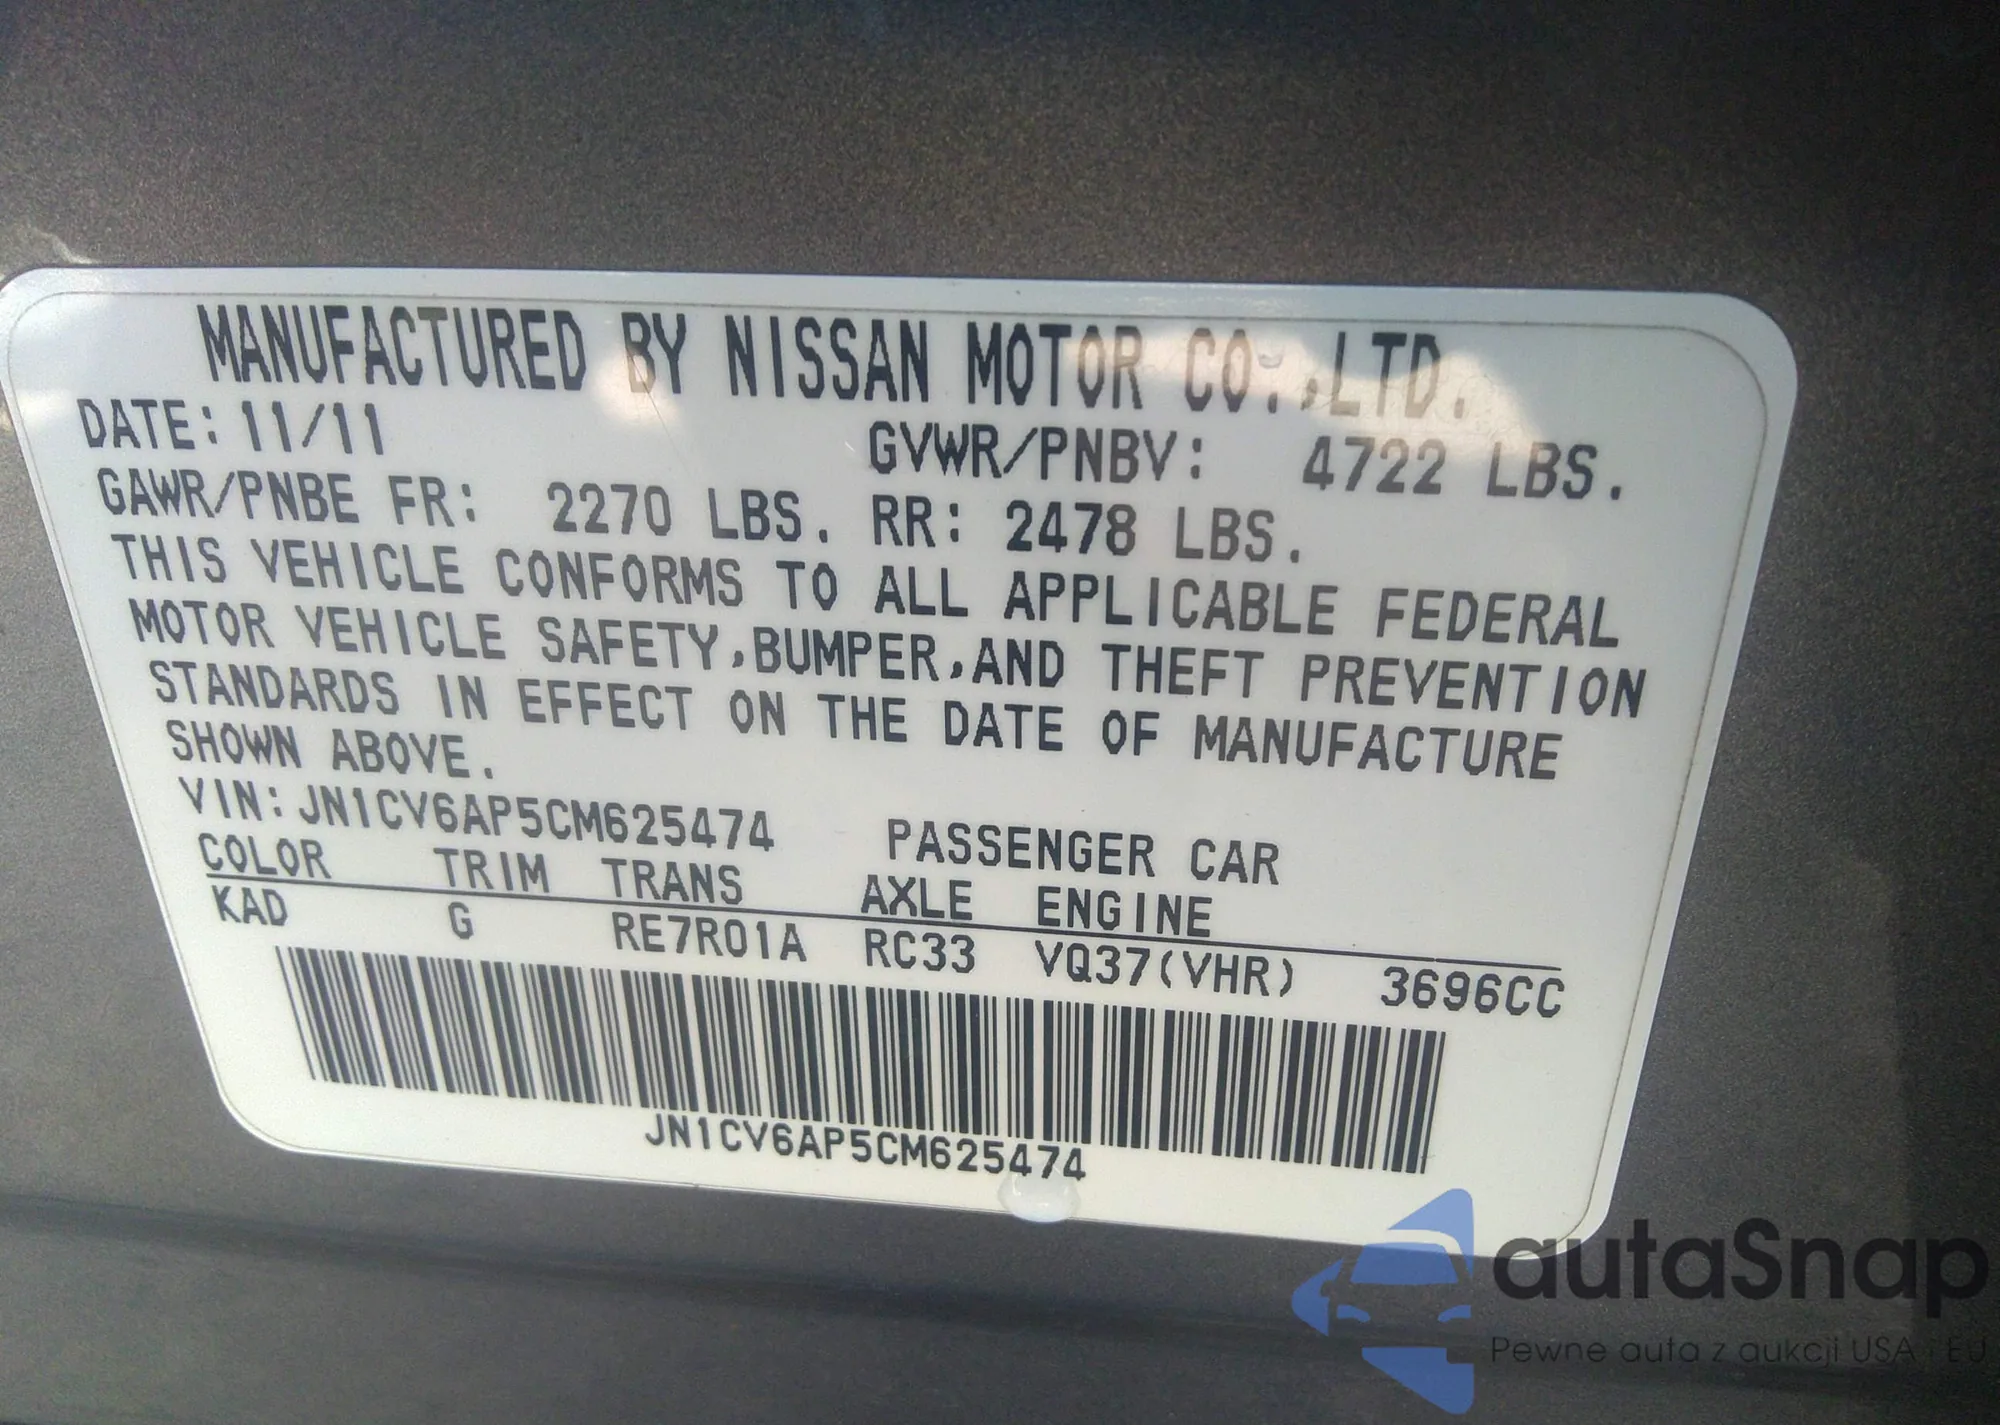 MANUFACTURED BY NISSAN MOTOR CO.,LTD.
DATE: 11/11 GVWR/PNBV: 4722 LBS.
GAWR/PNBE FR: 2270 LBS. RR: 2478 LBS.
THIS VEHICLE CONFORMS TO ALL APPLICABLE FEDERAL
MOTOR VEHICLE SAFETY,BUMPER,AND THEFT PREVENTION
STANDARDS IN EFFECT ON THE DATE OF MANUFACTURE
SHOWN ABOVE.
VIN: JN1CV6AP5CM625474 PASSENGER CAR
COLOR TRIM TRANS AXLE ENGINE
KAD G RE7R01A RC33 VQ37(VHR) 3696CC
JN1CV6AP5CM625474
autaSnap
Pewne auta z aukcji USA i EU